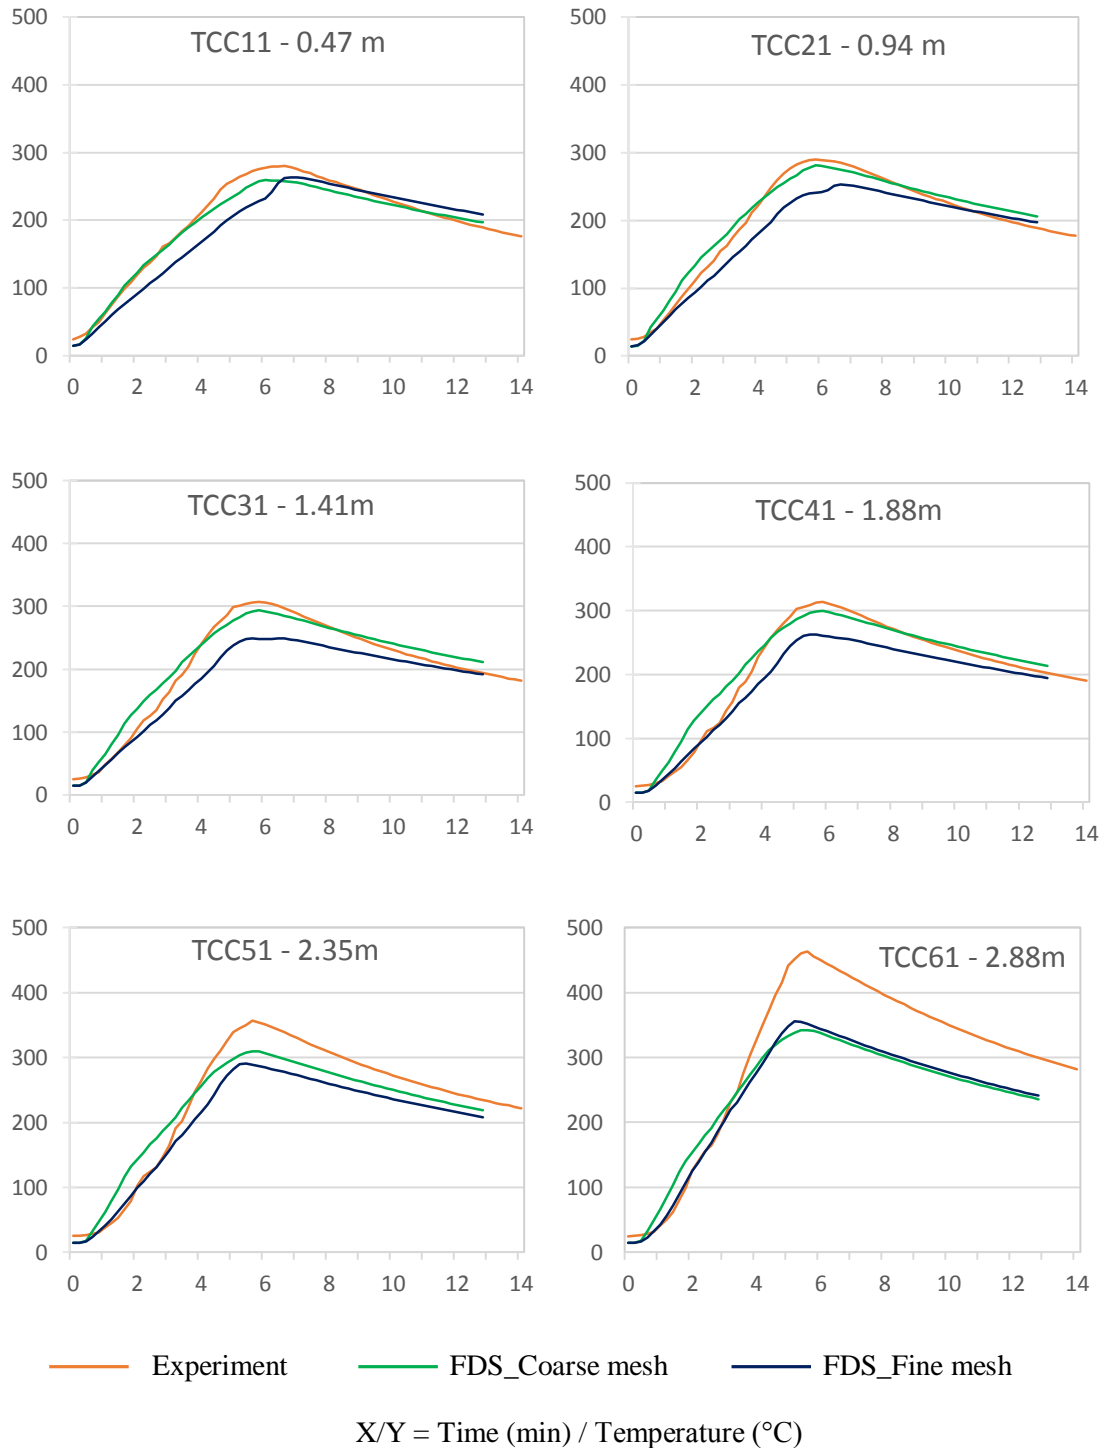 TCC11 - 0.47 m
500
400
300
200
100
0
0 2 4 6 8 10 12 14
TCC21 - 0.94 m
500
400
300
200
100
0
0 2 4 6 8 10 12 14
TCC31 - 1.41m
500
400
300
200
100
0
0 2 4 6 8 10 12 14
TCC41 - 1.88m
500
400
300
200
100
0
0 2 4 6 8 10 12 14
TCC51 - 2.35m
500
400
300
200
100
0
0 2 4 6 8 10 12 14
TCC61 - 2.88m
500
400
300
200
100
0
0 2 4 6 8 10 12 14
Experiment FDS_Coarse mesh FDS_Fine mesh
X/Y = Time (min) / Temperature (°C)